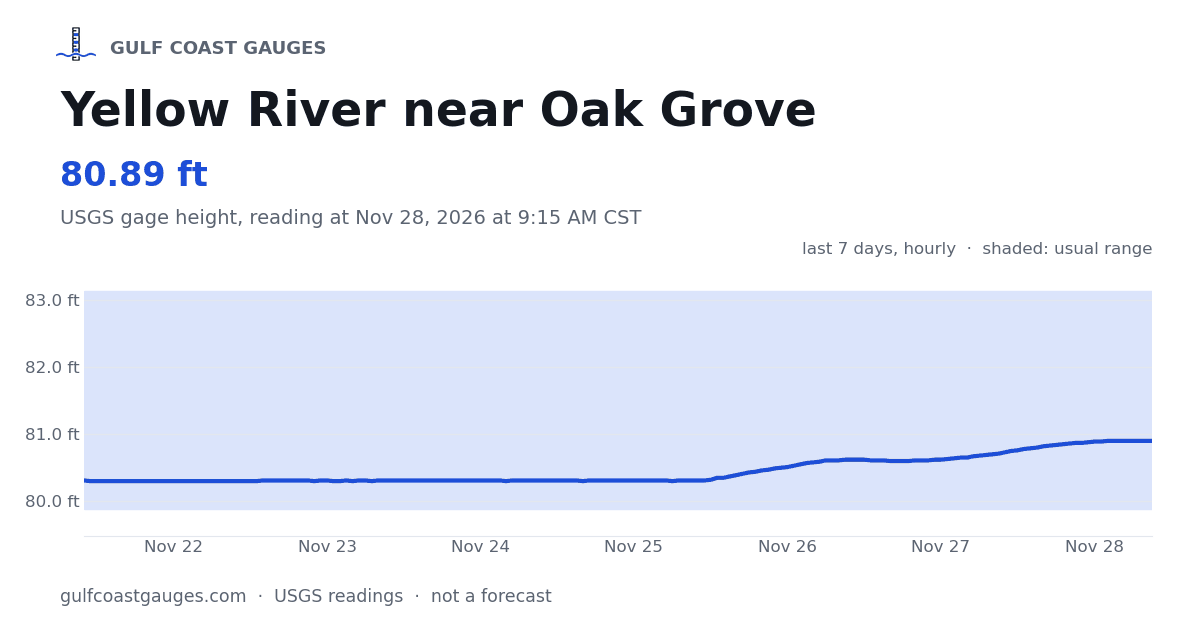 GULF COAST GAUGES
Yellow River near Oak Grove
80.89 ft
USGS gage height, reading at Nov 28, 2026 at 9:15 AM CST
last 7 days, hourly · shaded: usual range
83.0 ft
82.0 ft
81.0 ft
80.0 ft
Nov 22 Nov 23 Nov 24 Nov 25 Nov 26 Nov 27 Nov 28
gulfcoastgauges.com · USGS readings · not a forecast